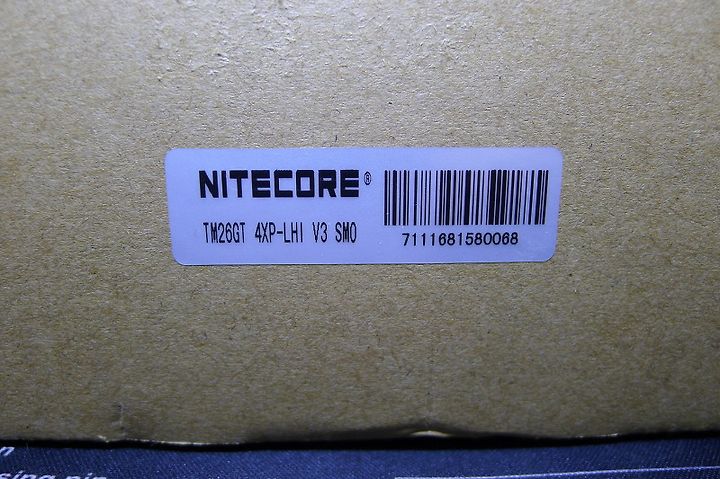 NITECORE®
TM26GT 4XP-LHI V3 SMO
7111681580068